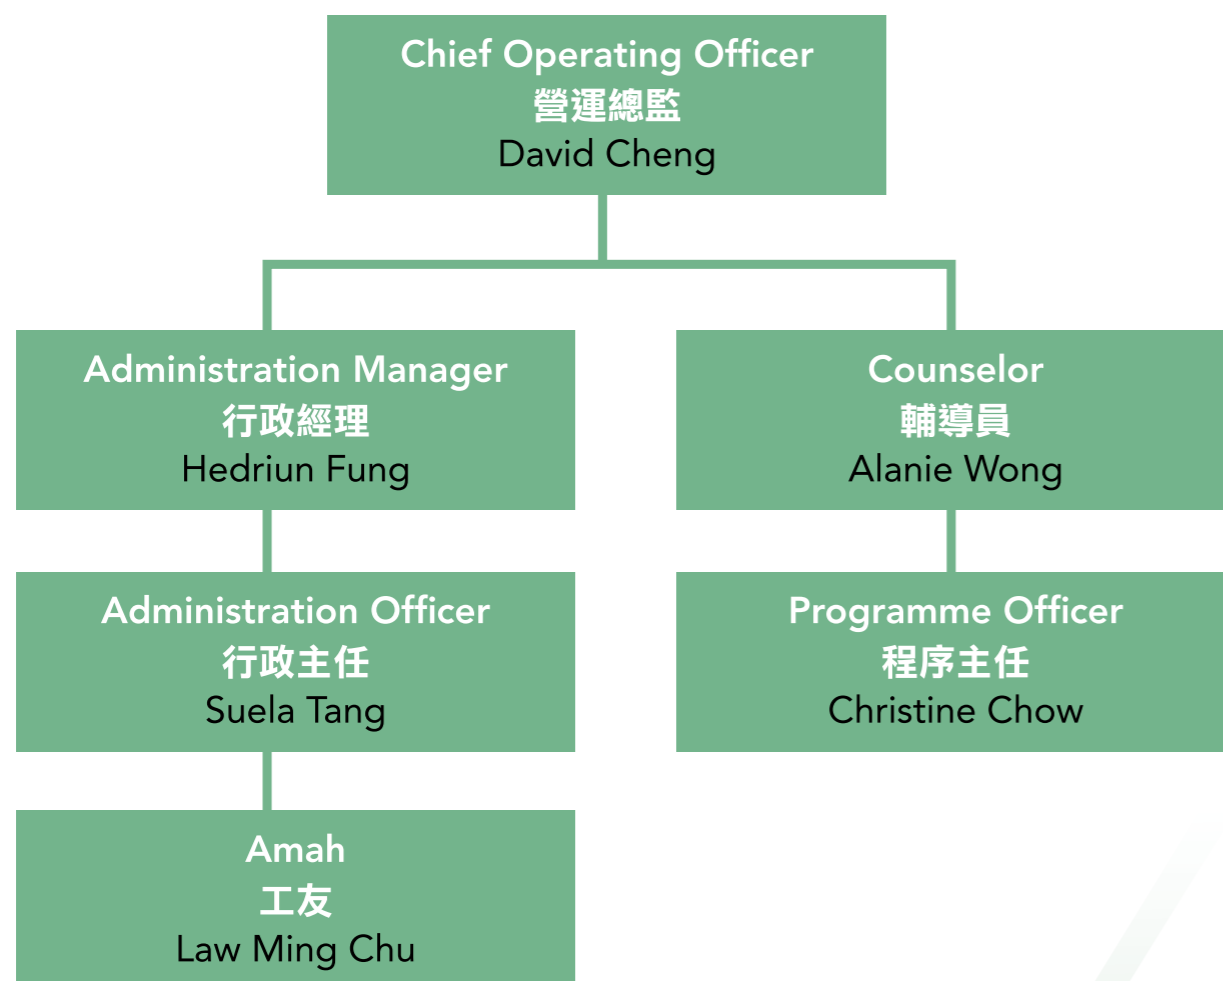 Chief Operating Officer
營運總監
David Cheng
Administration Manager
行政經理
Hedriun Fung
Counselor
輔導員
Alanie Wong
Administration Officer
行政主任
Suela Tang
Programme Officer
程序主任
Christine Chow
Amah
工友
Law Ming Chu